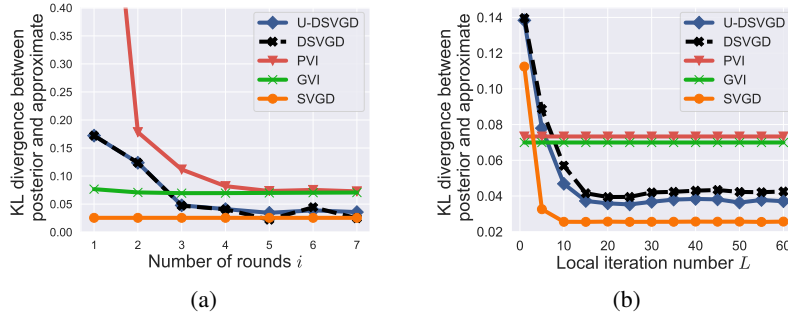 0.40
0.35
0.30
0.25
0.20
0.15
0.10
0.05
0.00
KL divergence between
posterior and approximate
U-DSVGD
DSVGD
PVI
GVI
SVGD
1 2 3 4 5 6 7
Number of rounds i
(a)
0.14
0.12
0.10
0.08
0.06
0.04
0.02
KL divergence between
posterior and approximate
U-DSVGD
DSVGD
PVI
GVI
SVGD
0 10 20 30 40 50 60
Local iteration number L
(b)